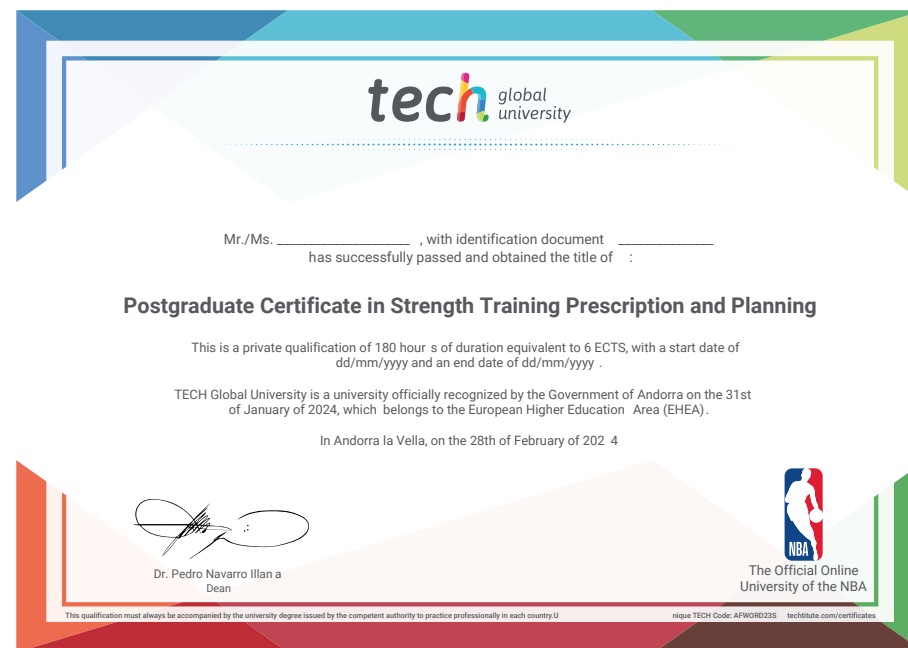 tech global university
Mr./Ms. ____________________ , with identification document ______________
has successfully passed and obtained the title of :
Postgraduate Certificate in Strength Training Prescription and Planning
This is a private qualification of 180 hour s of duration equivalent to 6 ECTS, with a start date of
dd/mm/yyyy and an end date of dd/mm/yyyy .
TECH Global University is a university officially recognized by the Government of Andorra on the 31st
of January of 2024, which belongs to the European Higher Education Area (EHEA).
In Andorra la Vella, on the 28th of February of 202 4
NBA
Dr. Pedro Navarro Illan a
Dean
The Official Online
University of the NBA
This qualification must always be accompanied by the university degree issued by the competent authority to practice professionally in each country.U nique TECH Code: AFWORD23S techtitute.com/certificates